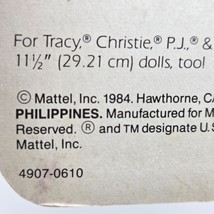 For Tracy,® Christie,® P.J.,® &
11½" (29.21 cm) dolls, too!
© Mattel, Inc. 1984. Hawthorne, CA
PHILIPPINES. Manufactured for M
Reserved. ® and TM designate U.S
Mattel, Inc.
4907-0610